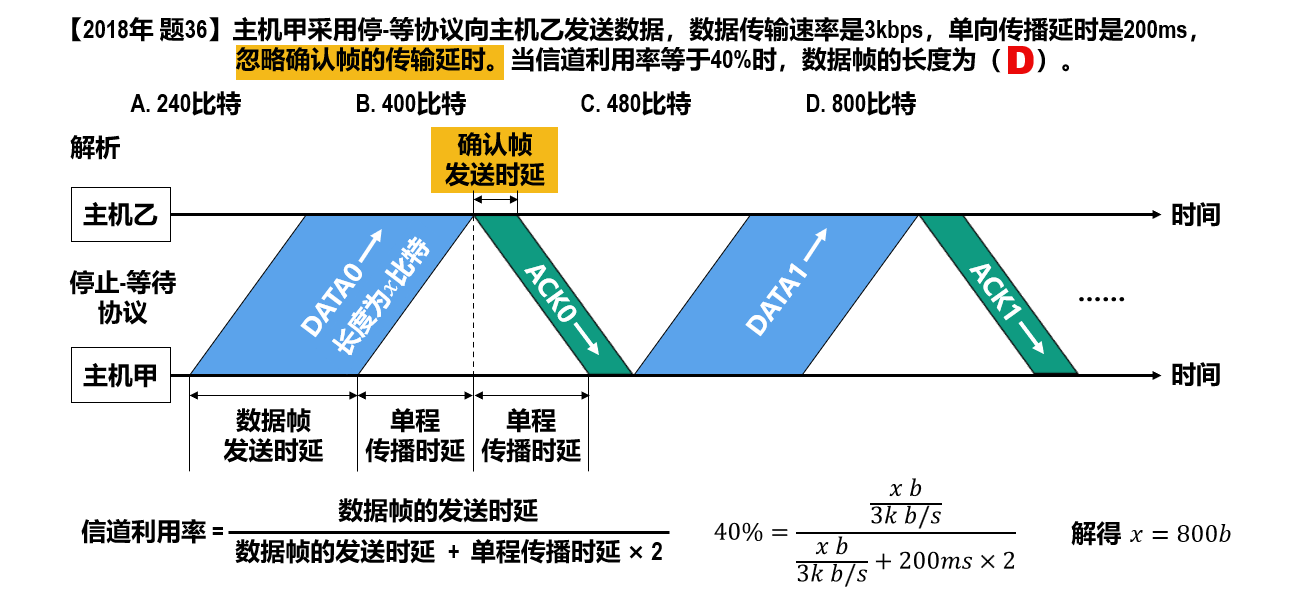 【2018年 题36】主机甲采用停-等协议向主机乙发送数据，数据传输速率是3kbps，单向传播延时是200ms，
忽略确认帧的传输延时。当信道利用率等于40%时，数据帧的长度为（D）。
A. 240比特 B. 400比特 C. 480比特 D. 800比特
解析
确认帧
发送时延
主机乙
时间
停止-等待
协议
DATA0
长度为x比特
ACK0
DATA1
ACK1
......
主机甲
时间
数据帧
发送时延
单程
传播时延
单程
传播时延
信道利用率 = 数据帧的发送时延 / 数据帧的发送时延 + 单程传播时延 × 2
40% = (x b / 3k b/s) / (x b / 3k b/s + 200ms × 2)
解得 x = 800b